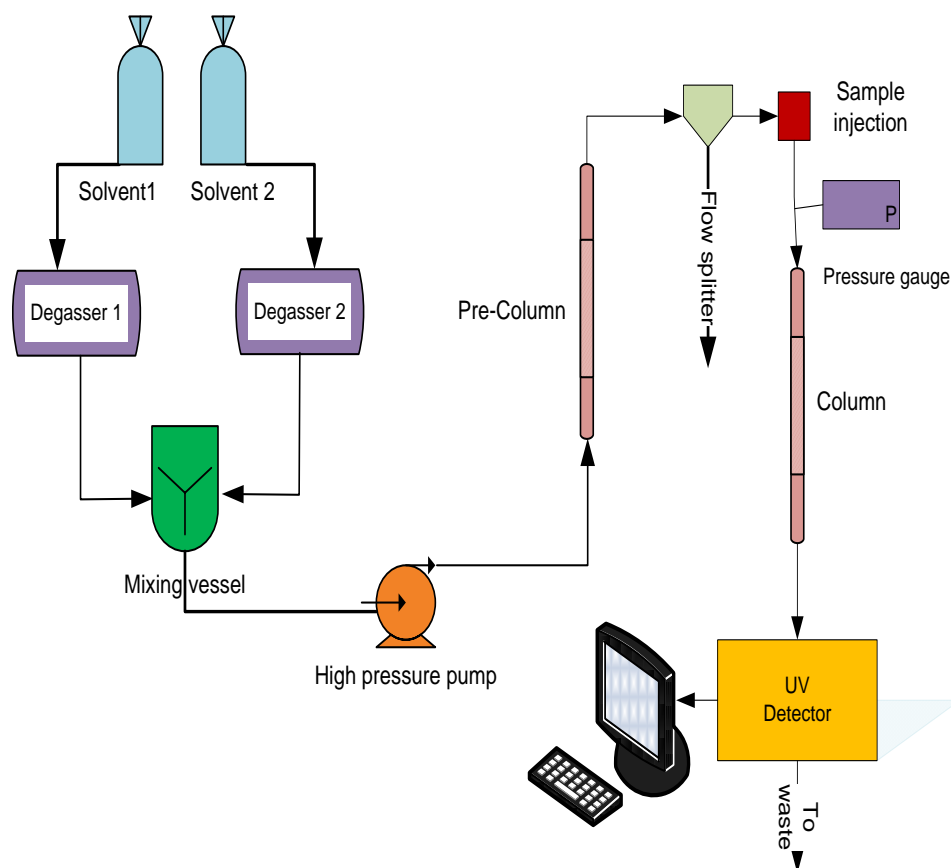 Solvent1
Solvent 2
Degasser 1
Degasser 2
Mixing vessel
High pressure pump
Pre-Column
Flow splitter
Sample
injection
P
Pressure gauge
Column
UV
Detector
To
waste